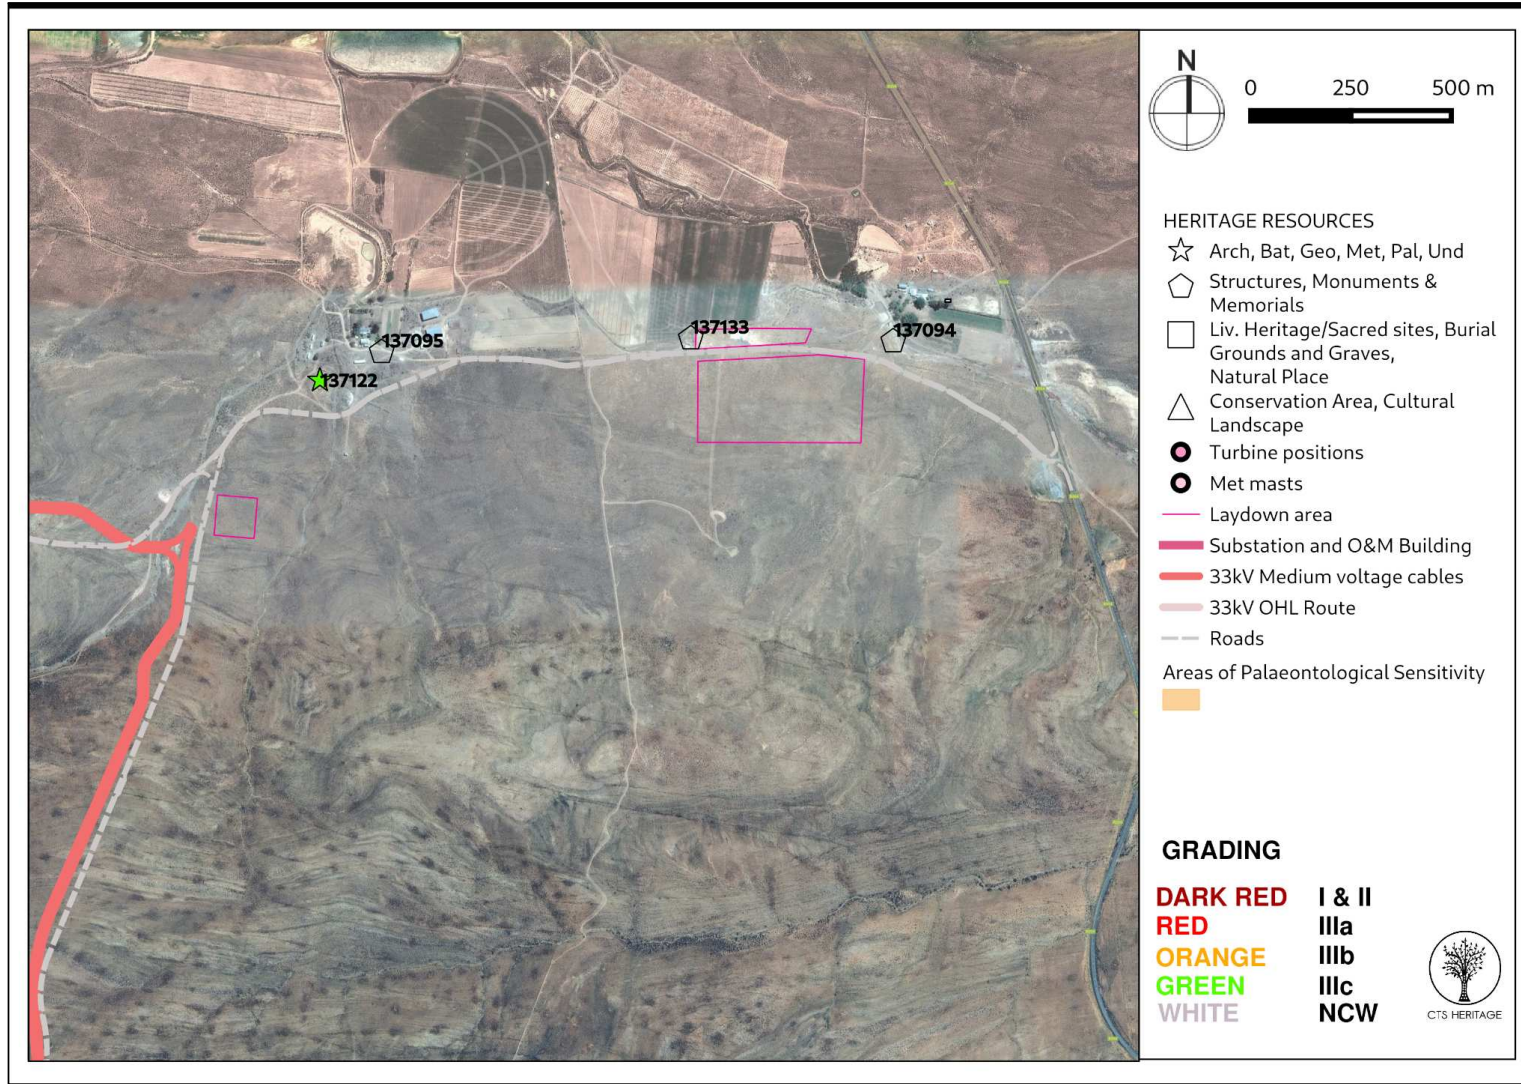 137095
137133
137094
137122
N
0 250 500 m
HERITAGE RESOURCES
Arch, Bat, Geo, Met, Pal, Und
Structures, Monuments &
Memorials
Liv. Heritage/Sacred sites, Burial
Grounds and Graves,
Natural Place
Conservation Area, Cultural
Landscape
Turbine positions
Met masts
Laydown area
Substation and O&M Building
33kV Medium voltage cables
33kV OHL Route
Roads
Areas of Palaeontological Sensitivity
GRADING
DARK RED I & II
RED IIIa
ORANGE IIIb
GREEN IIIc
WHITE NCW
CTS HERITAGE